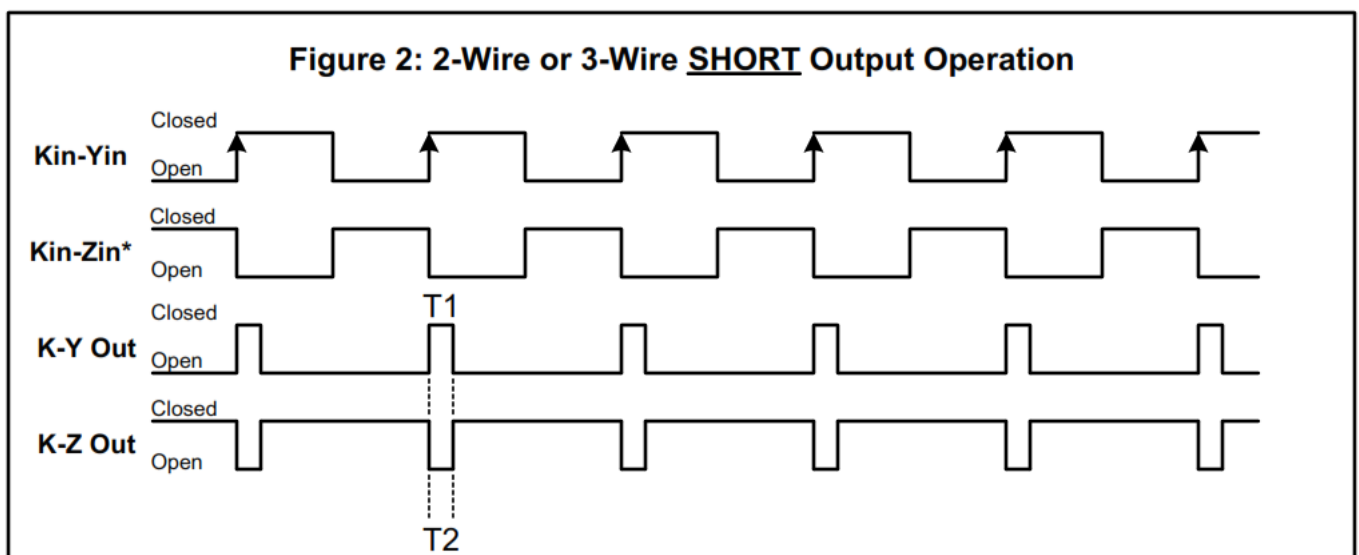 Figure 2: 2-Wire or 3-Wire SHORT Output Operation
Closed
Kin-Yin
Open
Closed
Kin-Zin*
Open
T1
Closed
K-Y Out
Open
Closed
K-Z Out
Open
T2